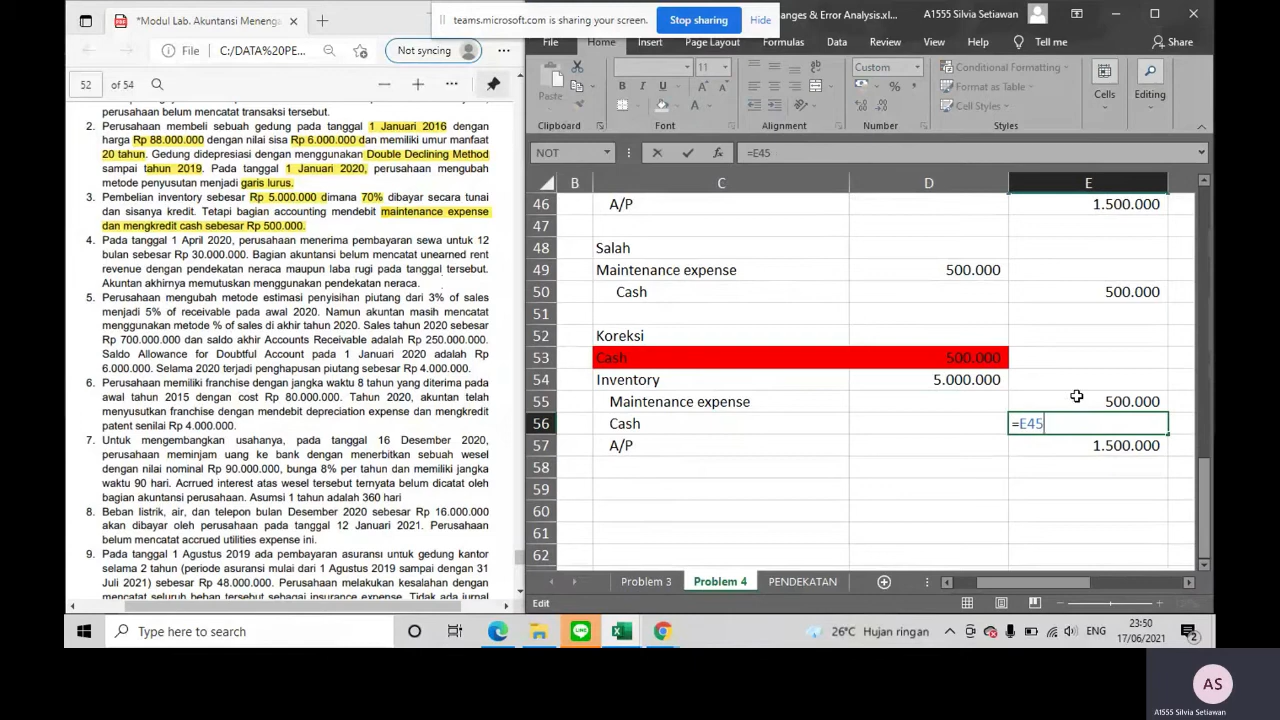 *Modul Lab. Akuntansi Menenga
teams.microsoft.com is sharing your screen.
Stop sharing
Hide
nanges & Error Analysis.xl...
A1555 Silvia Setiawan
File
C:/DATA%20PE...
Not syncing
File
Home
Insert
Page Layout
Formulas
Data
Review
View
Help
Tell me
Share
52
of 54
Paste
11
Custom
Conditional Formatting
Format as Table
Cell Styles
Cells
Editing
Clipboard
Font
Alignment
Number
Styles
NOT
=E45
perusahaan belum mencatat transaksi tersebut.
2. Perusahaan membeli sebuah gedung pada tanggal 1 Januari 2016 dengan
harga Rp 88.000.000 dengan nilai sisa Rp 6.000.000 dan memiliki umur manfaat
20 tahun. Gedung didepresiasi dengan menggunakan Double Declining Method
sampai tahun 2019. Pada tanggal 1 Januari 2020, perusahaan mengubah
metode penyusutan menjadi garis lurus.
3. Pembelian inventory sebesar Rp 5.000.000 dimana 70% dibayar secara tunai
dan sisanya kredit. Tetapi bagian accounting mendebit maintenance expense
dan mengkredit cash sebesar Rp 500.000.
4. Pada tanggal 1 April 2020, perusahaan menerima pembayaran sewa untuk 12
bulan sebesar Rp 30.000.000. Bagian akuntansi belum mencatat unearned rent
revenue dengan pendekatan neraca maupun laba rugi pada tanggal tersebut.
Akuntan akhirnya memutuskan menggunakan pendekatan neraca.
5. Perusahaan mengubah metode estimasi penyisihan piutang dari 3% of sales
menjadi 5% of receivable pada awal 2020. Namun akuntan masih mencatat
menggunakan metode % of sales di akhir tahun 2020. Sales tahun 2020 sebesar
Rp 700.000.000 dan saldo akhir Accounts Receivable adalah Rp 250.000.000.
Saldo Allowance for Doubtful Account pada 1 Januari 2020 adalah Rp
6.000.000. Selama 2020 terjadi penghapusan piutang sebesar Rp 4.000.000.
6. Perusahaan memiliki franchise dengan jangka waktu 8 tahun yang diterima pada
awal tahun 2015 dengan cost Rp 80.000.000. Tahun ini, akuntan telah
menyusutkan franchise dengan mendebit depreciation expense dan mengkredit
patent senilai Rp 4.000.000.
7. Untuk mengembangkan usahanya, pada tanggal 16 Desember 2020,
perusahaan meminjam uang ke bank dengan menerbitkan sebuah wesel
dengan nilai nominal Rp 90.000.000, bunga 8% per tahun dan memiliki jangka
waktu 90 hari. Acrrued interest atas wesel tersebut ternyata belum dicatat oleh
bagian akuntansi perusahaan. Asumsi 1 tahun adalah 360 hari
8. Beban listrik, air, dan telepon bulan Desember 2020 sebesar Rp 16.000.000
akan dibayar oleh perusahaan pada tanggal 12 Januari 2021. Perusahaan
belum mencatat accrued utilities expense ini.
9. Pada tanggal 1 Agustus 2019 ada pembayaran asuransi untuk gedung kantor
selama 2 tahun (periode asuransi mulai dari 1 Agustus 2019 sampai dengan 31
Juli 2021) sebesar Rp 48.000.000. Perusahaan melakukan kesalahan dengan
mencatat seluruh beban tersebut sebagai insurance expense. Tidak ada jurnal
B C D E
46 A/P 1.500.000
47
48 Salah
49 Maintenance expense 500.000
50 Cash 500.000
51
52 Koreksi
53 Cash 500.000
54 Inventory 5.000.000
55 Maintenance expense 500.000
56 Cash =E45
57 A/P 1.500.000
58
59
60
61
62
Problem 3
Problem 4
PENDEKATAN
Edit
Type here to search
26°C Hujan ringan
ENG
23:50
17/06/2021
2
AS
A1555 Silvia Setiawan